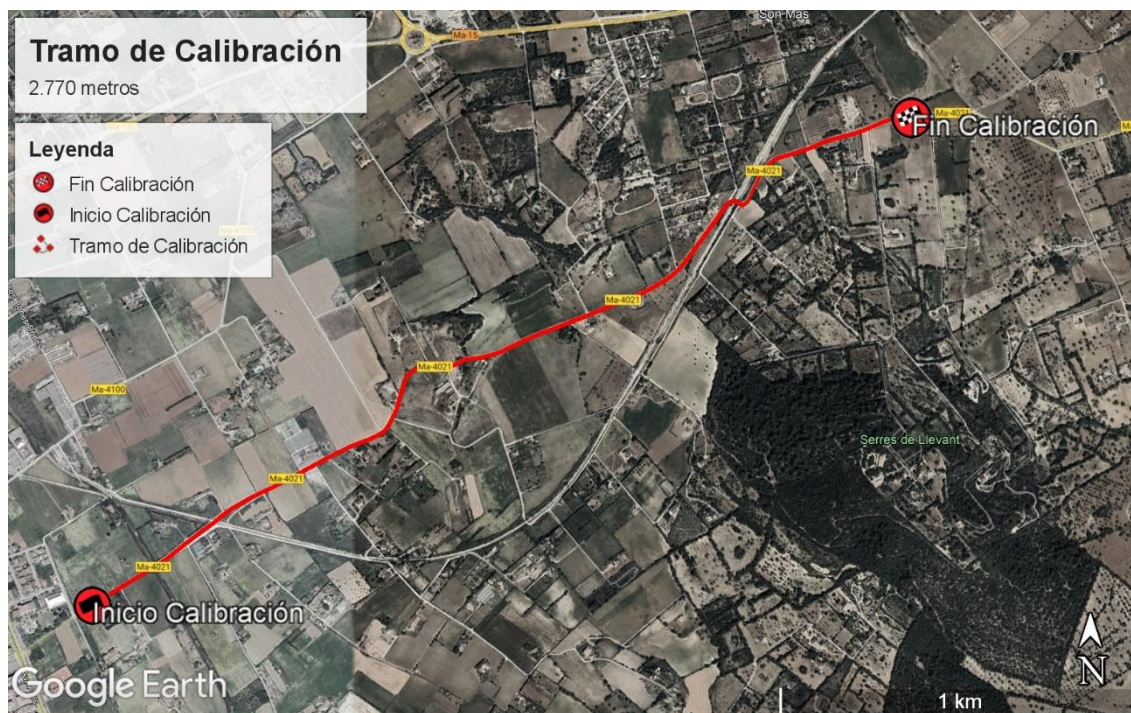 Tramo de Calibración
2.770 metros
Leyenda
Fin Calibración
Inicio Calibración
Tramo de Calibración
Son Mas
Ma-15
Ma-4021
Fin Calibración
Ma-4021
Ma-4021
Ma-4021
Ma-4100
Serres de Llevant
Ma-4021
Ma-4021
Inicio Calibración
Google Earth
N
1 km